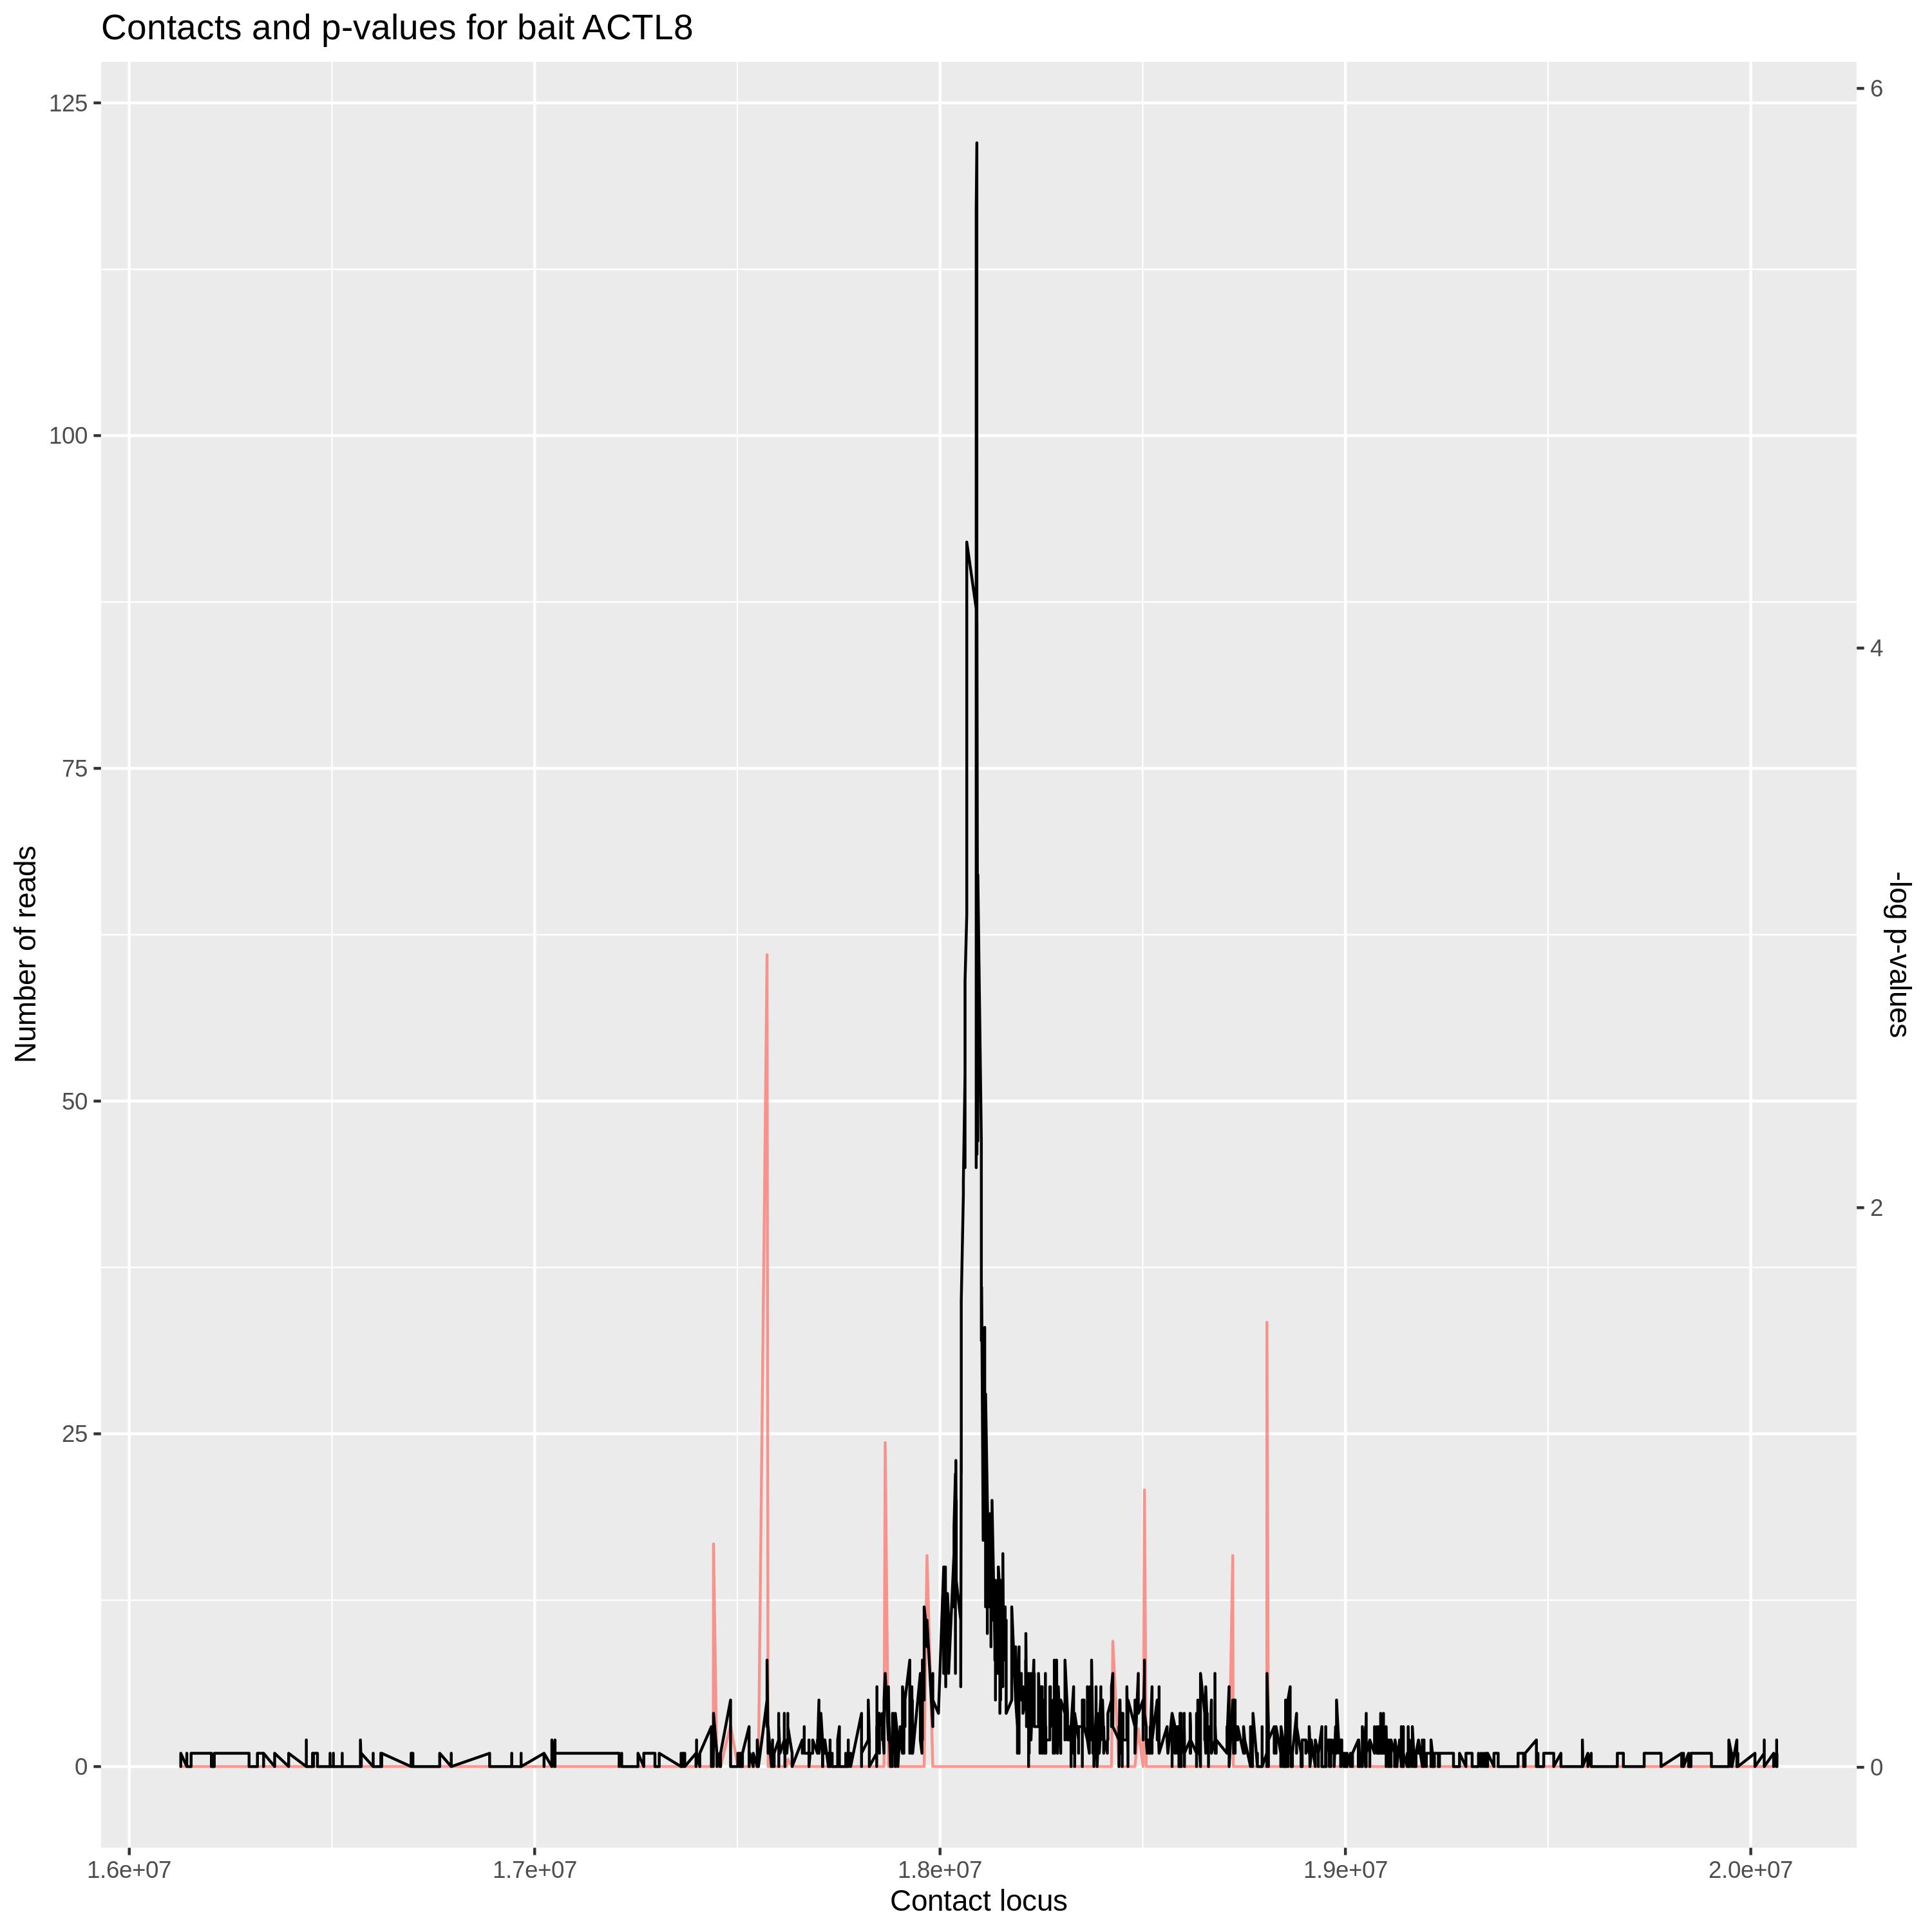 Contacts and p-values for bait ACTL8
125
100
75
50
25
0
Number of reads
6
4
2
0
-log p-values
1.6e+07
1.7e+07
1.8e+07
1.9e+07
2.0e+07
Contact locus